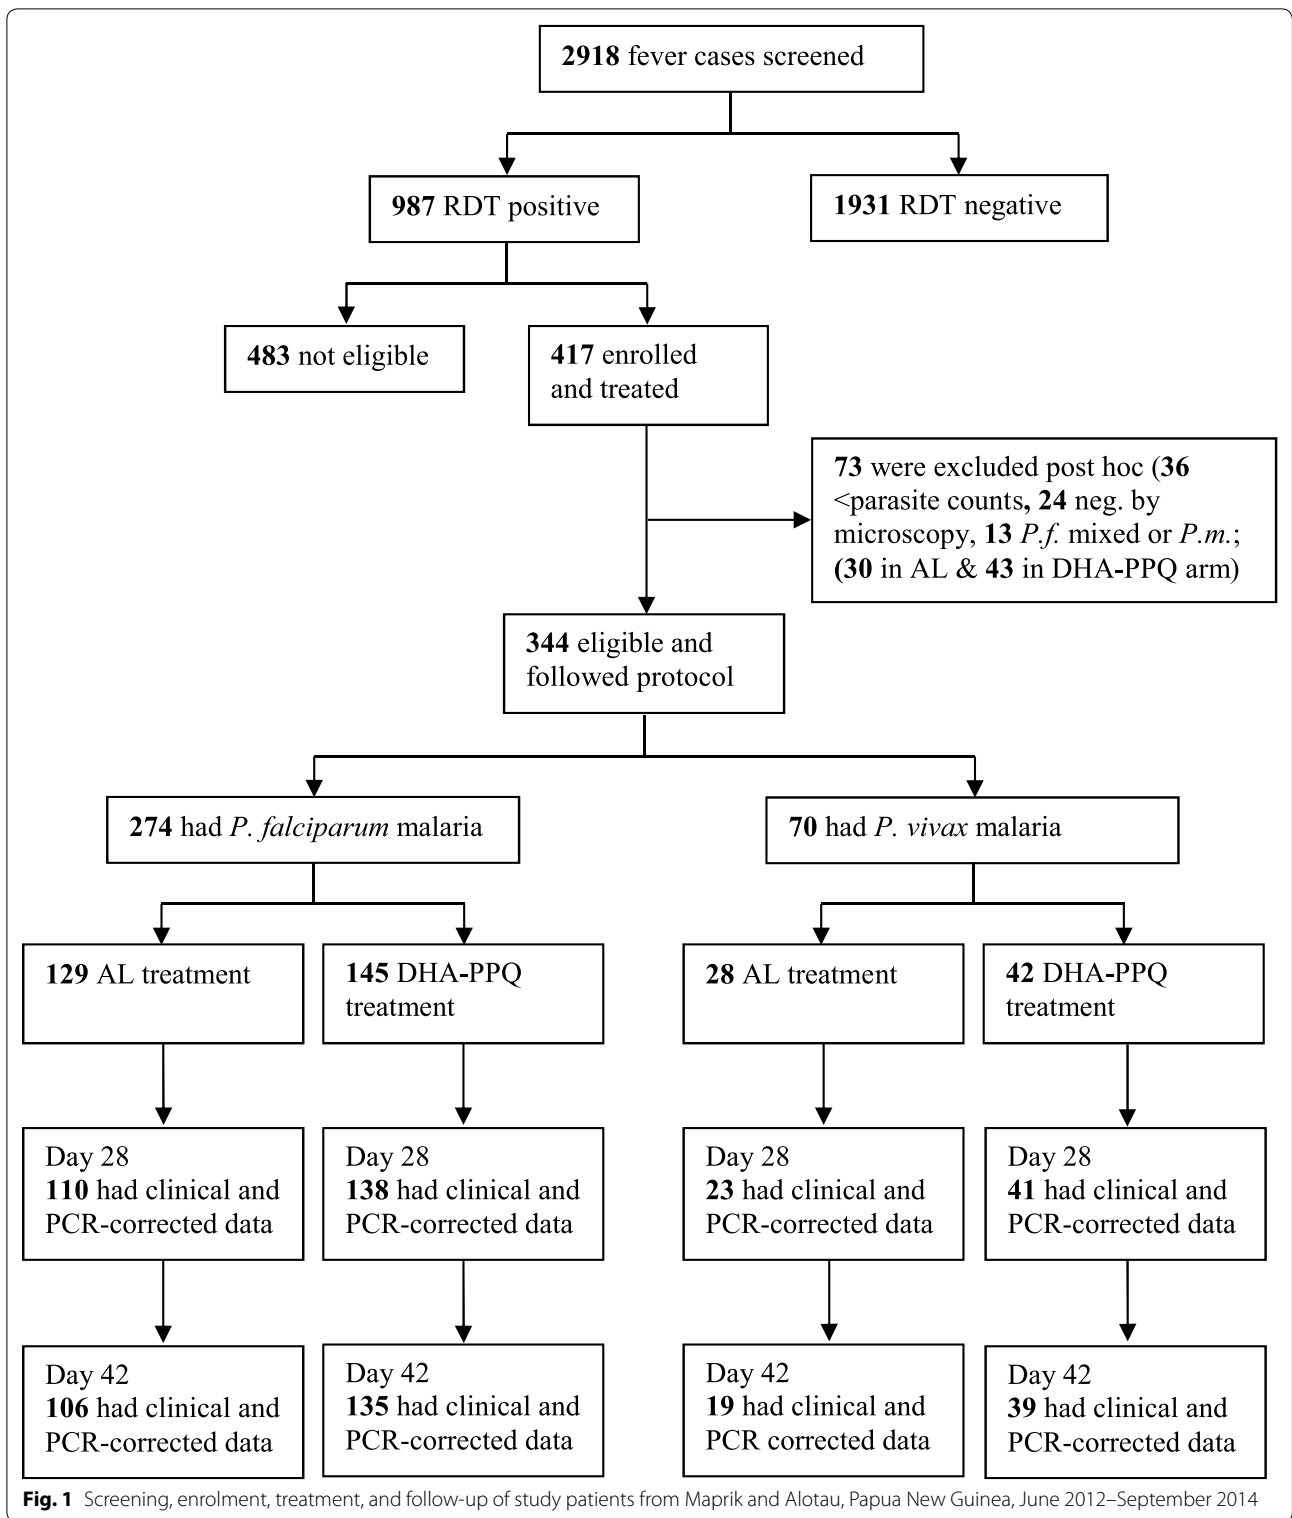 2918 fever cases screened
987 RDT positive
1931 RDT negative
483 not eligible
417 enrolled
and treated
73 were excluded post hoc (36
<parasite counts, 24 neg. by
microscopy, 13 P.f. mixed or P.m.;
(30 in AL & 43 in DHA-PPQ arm)
344 eligible and
followed protocol
274 had P. falciparum malaria
70 had P. vivax malaria
129 AL treatment
145 DHA-PPQ
treatment
28 AL treatment
42 DHA-PPQ
treatment
Day 28
110 had clinical and
PCR-corrected data
Day 28
138 had clinical and
PCR-corrected data
Day 28
23 had clinical and
PCR-corrected data
Day 28
41 had clinical and
PCR-corrected data
Day 42
106 had clinical and
PCR-corrected data
Day 42
135 had clinical and
PCR-corrected data
Day 42
19 had clinical and
PCR corrected data
Day 42
39 had clinical and
PCR-corrected data
Fig. 1 Screening, enrolment, treatment, and follow-up of study patients from Maprik and Alotau, Papua New Guinea, June 2012–September 2014